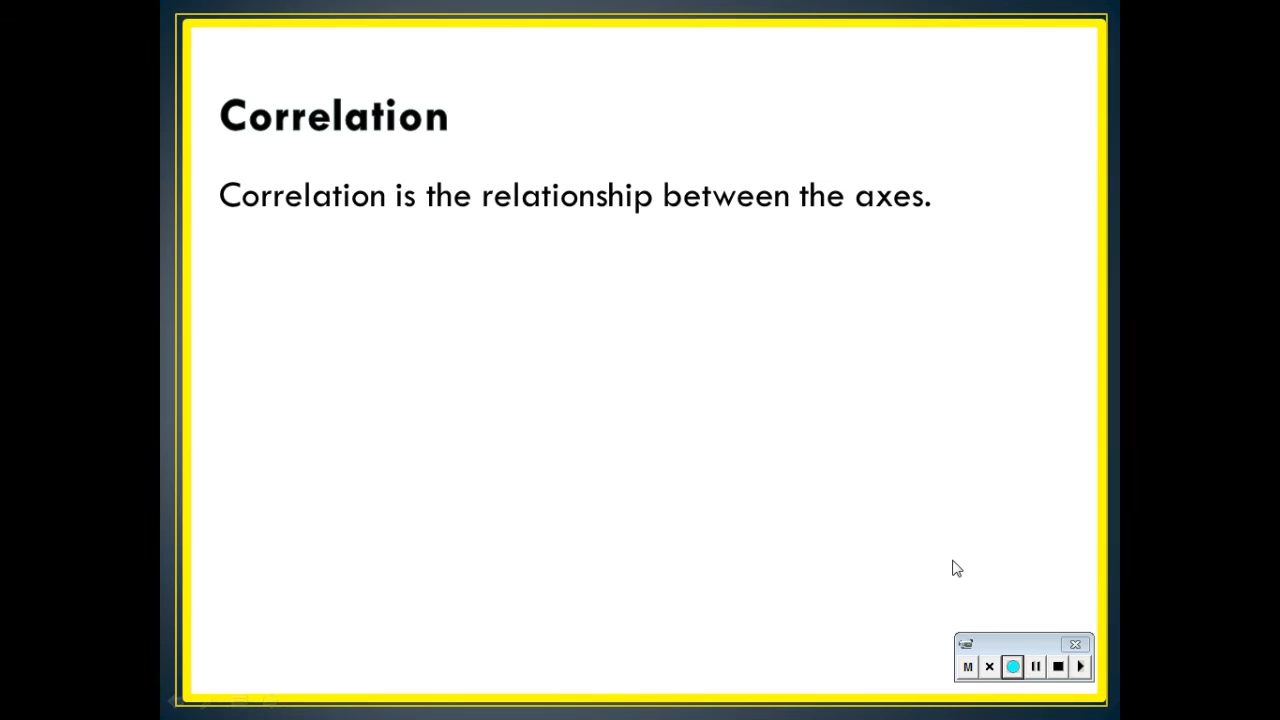 Correlation
Correlation is the relationship between the axes.
M